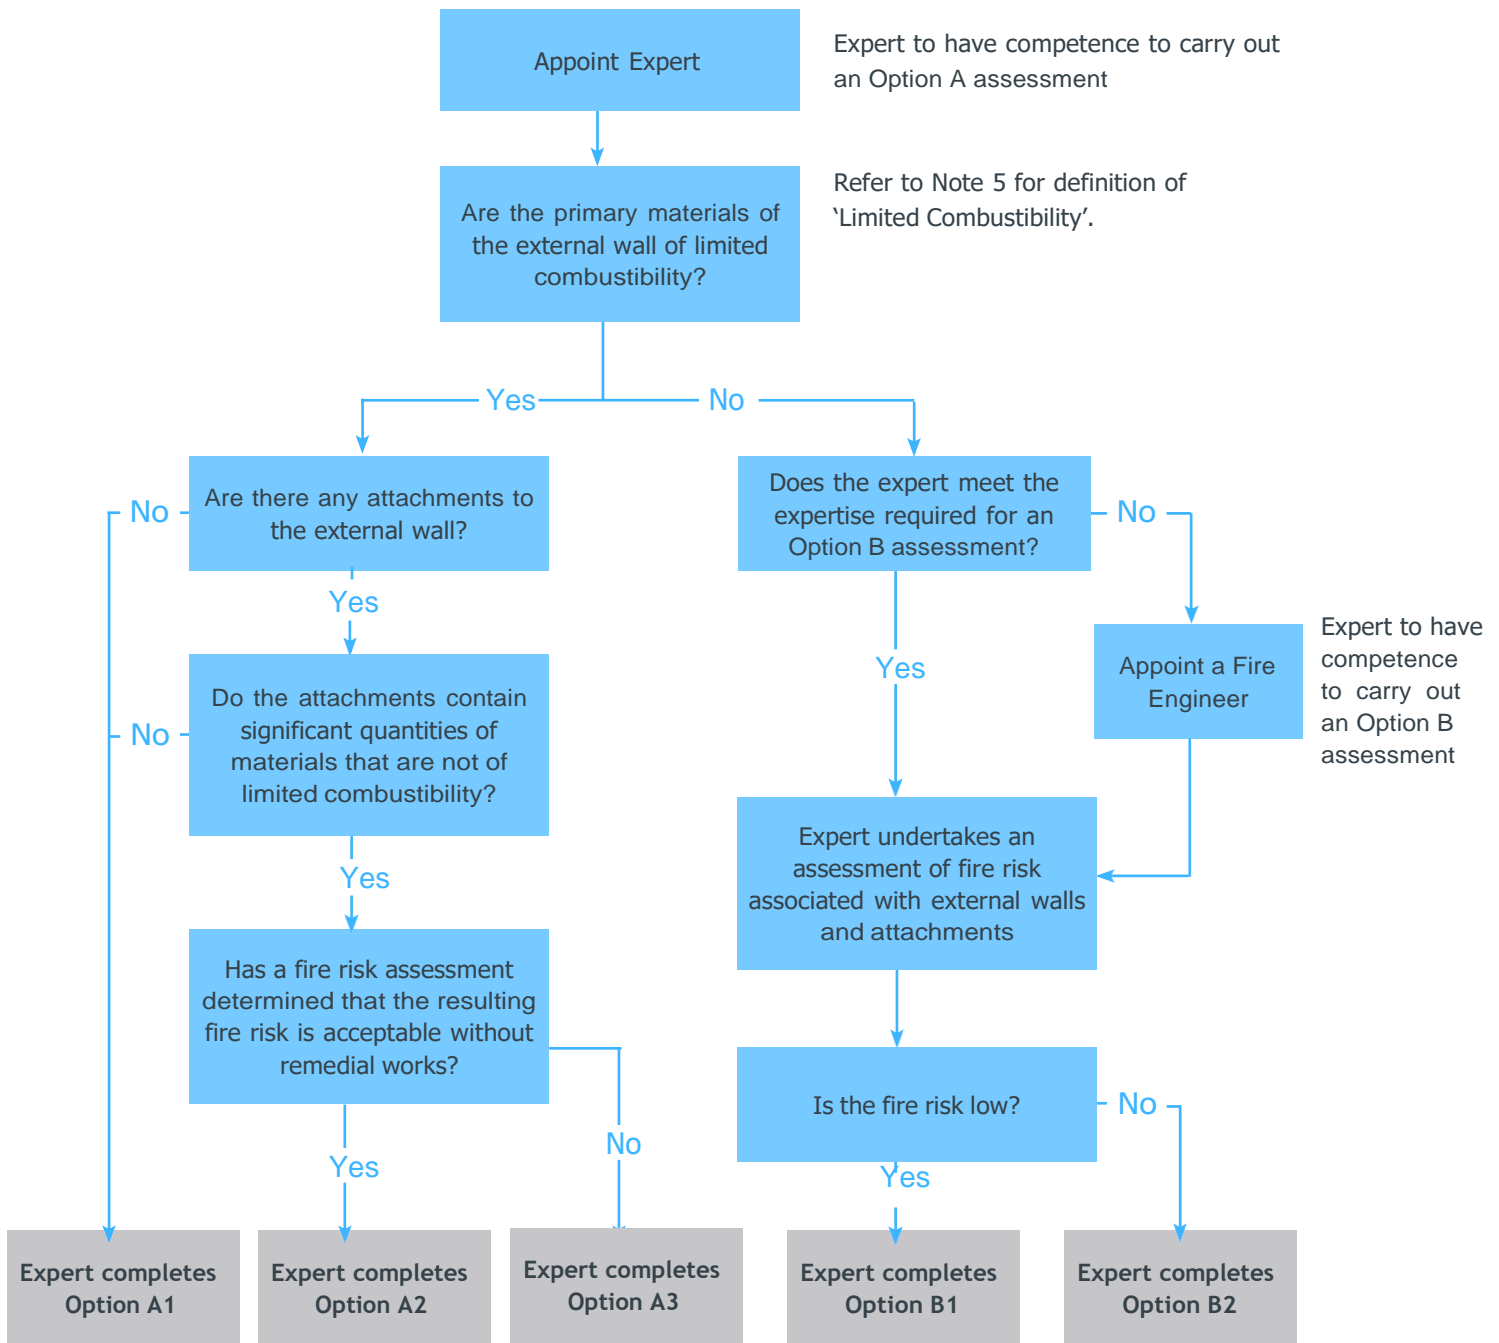 Appoint Expert
Expert to have competence to carry out
an Option A assessment
Are the primary materials of
the external wall of limited
combustibility?
Refer to Note 5 for definition of
‘Limited Combustibility’.
Yes
No
Are there any attachments to
the external wall?
No
Yes
Does the expert meet the
expertise required for an
Option B assessment?
No
Yes
Appoint a Fire
Engineer
Expert to have
competence
to carry out
an Option B
assessment
Do the attachments contain
significant quantities of
materials that are not of
limited combustibility?
No
Yes
Expert undertakes an
assessment of fire risk
associated with external walls
and attachments
Has a fire risk assessment
determined that the resulting
fire risk is acceptable without
remedial works?
Yes
No
Is the fire risk low?
No
Yes
Expert completes
Option A1
Expert completes
Option A2
Expert completes
Option A3
Expert completes
Option B1
Expert completes
Option B2